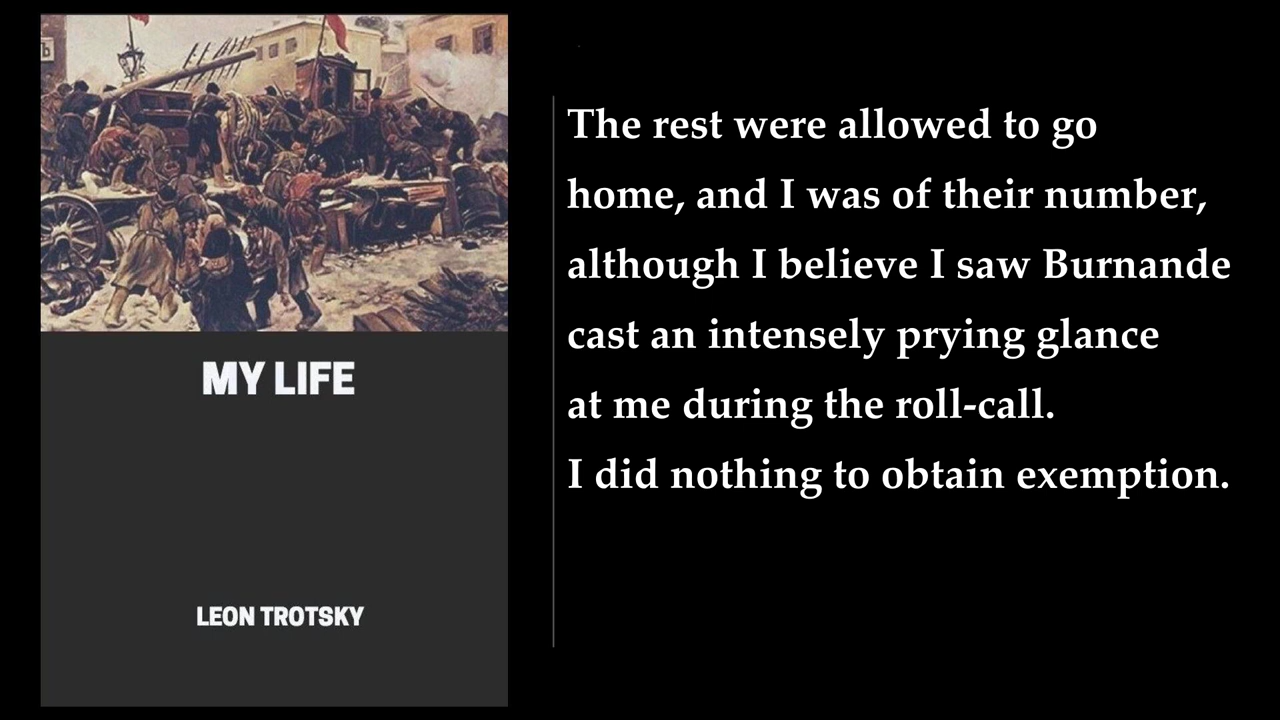 MY LIFE
LEON TROTSKY
The rest were allowed to go
home, and I was of their number,
although I believe I saw Burnande
cast an intensely prying glance
at me during the roll-call.
I did nothing to obtain exemption.